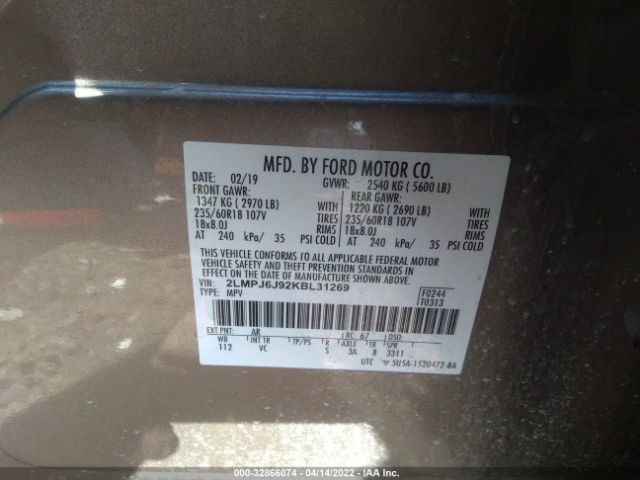 MFD. BY FORD MOTOR CO.
DATE: 02/19 GVWR: 2540 KG ( 5600 LB)
FRONT GAWR: REAR GAWR:
1347 KG ( 2970 LB) WITH 1220 KG ( 2690 LB) WITH
235/60R18 107V TIRES 235/60R18 107V TIRES
18x8.0J RIMS 18x8.0J RIMS
AT 240 kPa/ 35 PSI COLD AT 240 kPa/ 35 PSI COLD
THIS VEHICLE CONFORMS TO ALL APPLICABLE FEDERAL MOTOR
VEHICLE SAFETY AND THEFT PREVENTION STANDARDS IN
EFFECT ON THE DATE OF MANUFACTURE SHOWN ABOVE.
VIN: 2LMPJ6J92KBL31269 F0244
TYPE: MPV T0313
EXT PNT: AR RC: 67 DSO:
WB INT TR TP/PS R AXLE TR SPR
112 VC S 3A 8 3311
UTC ▽ 5USA-1520472-BA
000-32866074 - 04/14/2022 - IAA Inc.